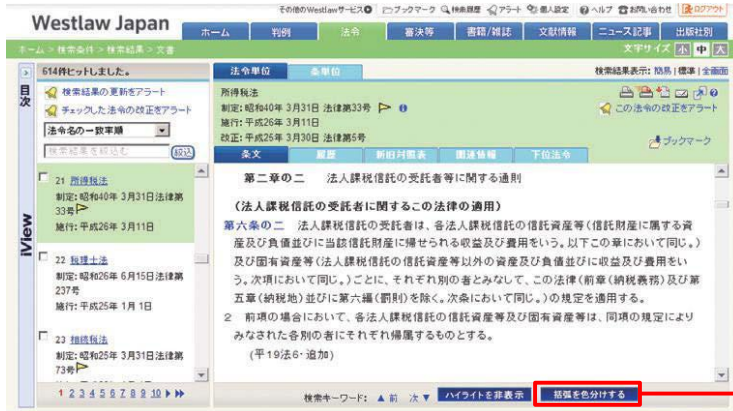 その他のWestlawサービス ブックマーク 検索履歴 アラート 個人設定 ヘルプ お問い合わせ ログアウト
Westlaw Japan
ホーム 判例 法令 審決等 書籍/雑誌 文献情報 ニュース記事 出版社別
ホーム > 検索条件 > 検索結果 > 文書
文字サイズ 小 中 大
614件ヒットしました。
法令単位 条単位
検索結果表示: 簡易 | 標準 | 全画面
目次
検索結果の更新をアラート
チェックした法令の改正をアラート
法令名の一致率順
検索結果を絞込む 絞込
所得税法
制定: 昭和40年 3月31日 法律第33号
施行: 平成26年 3月11日
改正: 平成25年 3月30日 法律第5号
この法令の改正をアラート
ブックマーク
条文 履歴 新旧対照表 関連情報 下位法令
iView
21 所得税法
制定: 昭和40年 3月31日法律第
33号
施行: 平成26年 3月11日
22 税理士法
制定: 昭和26年 6月15日法律第
237号
施行: 平成25年 1月 1日
23 相続税法
制定: 昭和25年 3月31日法律第
73号
1 2 3 4 5 6 7 8 9 10
第二章の二 法人課税信託の受託者等に関する通則
(法人課税信託の受託者に関するこの法律の適用)
第六条の二 法人課税信託の受託者は、各法人課税信託の信託資産等(信託財産に属する資
産及び負債並びに当該信託財産に帰せられる収益及び費用をいう。以下この章において同じ。)
及び固有資産等(法人課税信託の信託資産等以外の資産及び負債並びに収益及び費用をい
う。次項において同じ。)ごとに、それぞれ別の者とみなして、この法律(前章(納税義務)及び第
五章(納税地)並びに第六編(罰則)を除く。次条において同じ。)の規定を適用する。
2 前項の場合において、各法人課税信託の信託資産等及び固有資産等は、同項の規定により
みなされた各別の者にそれぞれ帰属するものとする。
(平19法6・追加)
検索キーワード: ▲ 前 次 ▼ ハイライトを非表示 括弧を色分けする